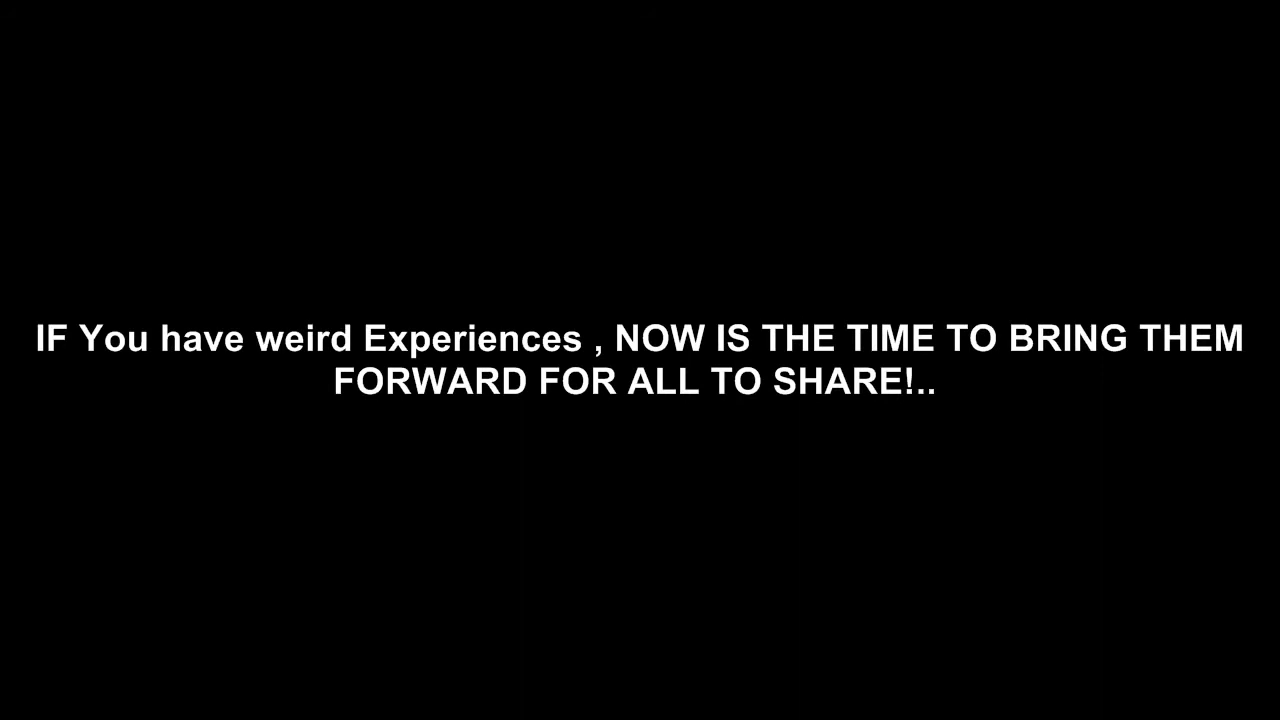 IF You have weird Experiences , NOW IS THE TIME TO BRING THEM
FORWARD FOR ALL TO SHARE!..